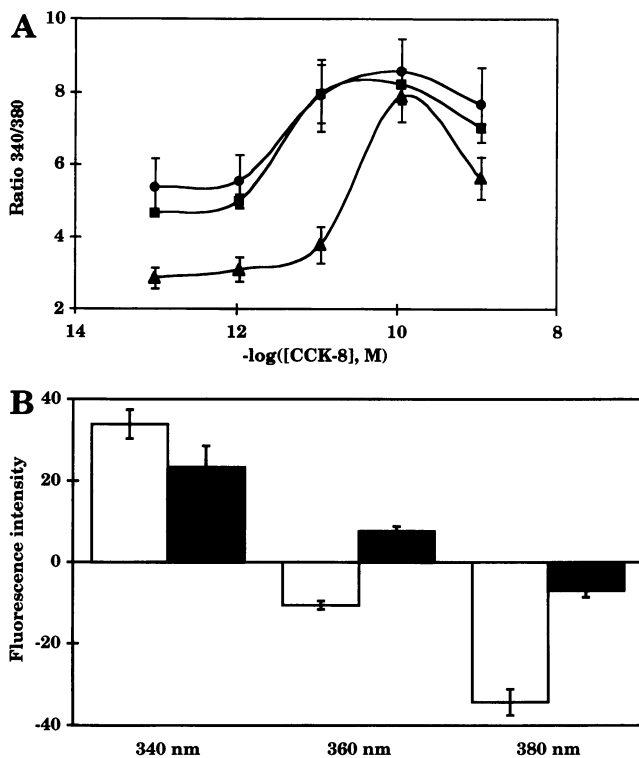 A
10
8
6
4
2
Ratio 340/380
14
12
10
8
-log([CCK-8], M)
B
40
20
0
-20
-40
Fluorescence intensity
340 nm
360 nm
380 nm